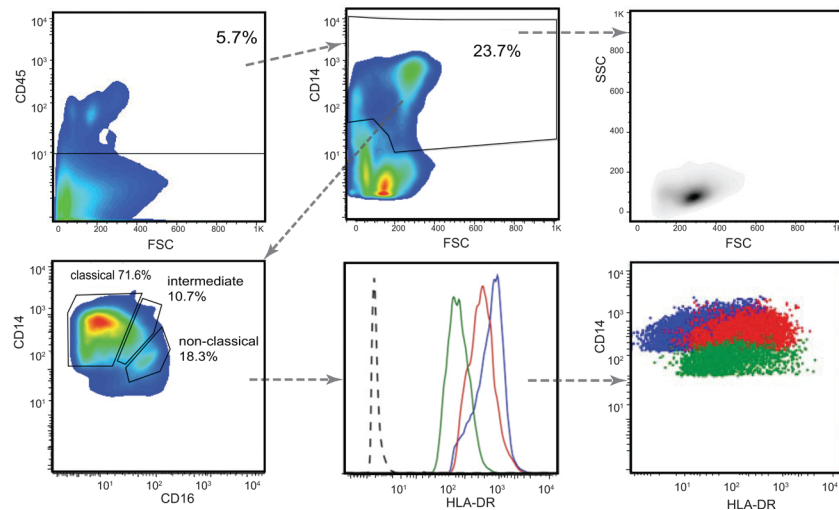 10⁴
10³
10²
10¹
CD45
5.7%
0
200
400
600
800
1K
FSC
10⁴
10³
10²
10¹
CD14
23.7%
0
200
400
600
800
1K
FSC
1K
800
600
400
200
0
SSC
0
200
400
600
800
1K
FSC
10⁴
10³
10²
10¹
CD14
classical 71.6%
intermediate
10.7%
non-classical
18.3%
10¹
10²
10³
10⁴
CD16
10¹
10²
10³
10⁴
HLA-DR
10⁴
10³
10²
10¹
CD14
10¹
10²
10³
10⁴
HLA-DR